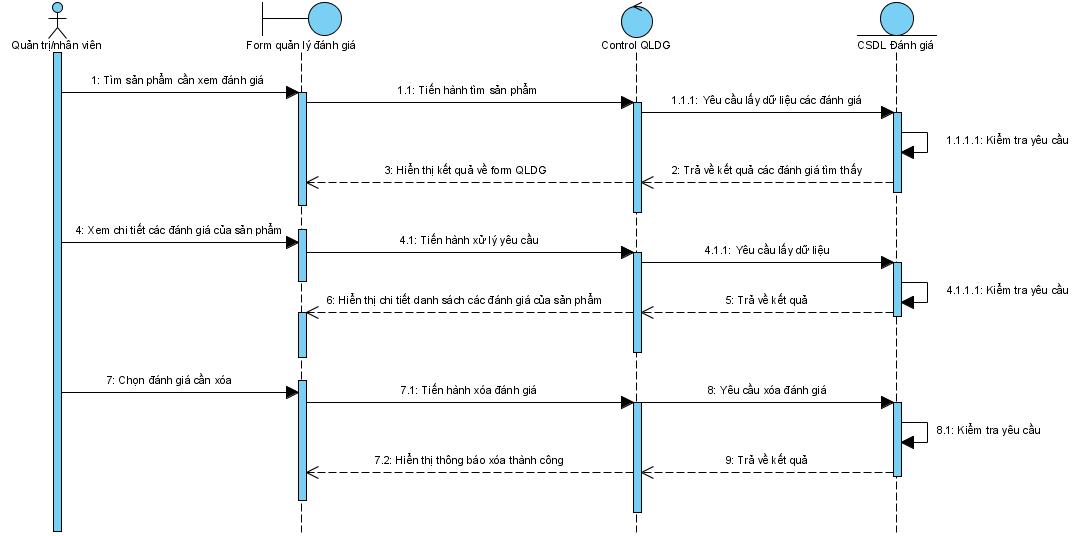 Quản trị/nhân viên
Form quản lý đánh giá
Control QLDG
CSDL Đánh giá
1: Tìm sản phẩm cần xem đánh giá
1.1: Tiến hành tìm sản phẩm
1.1.1: Yêu cầu lấy dữ liệu các đánh giá
1.1.1.1: Kiểm tra yêu cầu
3: Hiển thị kết quả về form QLDG
2: Trả về kết quả các đánh giá tìm thấy
4: Xem chi tiết các đánh giá của sản phẩm
4.1: Tiến hành xử lý yêu cầu
4.1.1: Yêu cầu lấy dữ liệu
4.1.1.1: Kiểm tra yêu cầu
6: Hiển thị chi tiết danh sách các đánh giá của sản phẩm
5: Trả về kết quả
7: Chọn đánh giá cần xóa
7.1: Tiến hành xóa đánh giá
8: Yêu cầu xóa đánh giá
8.1: Kiểm tra yêu cầu
7.2: Hiển thị thông báo xóa thành công
9: Trả về kết quả